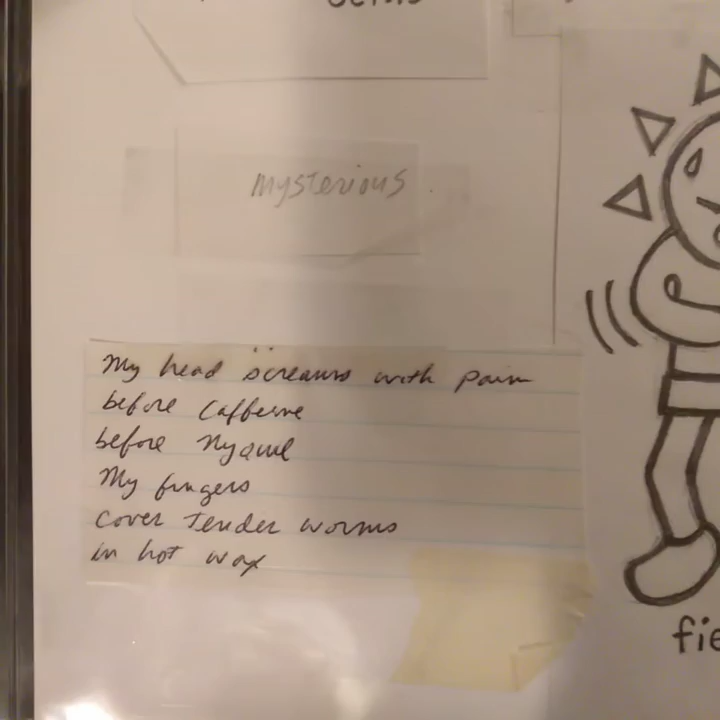 mysterious
My head screams with pain
before Caffeine
before Nyquil
My fingers
cover tender worms
in hot wax
fie